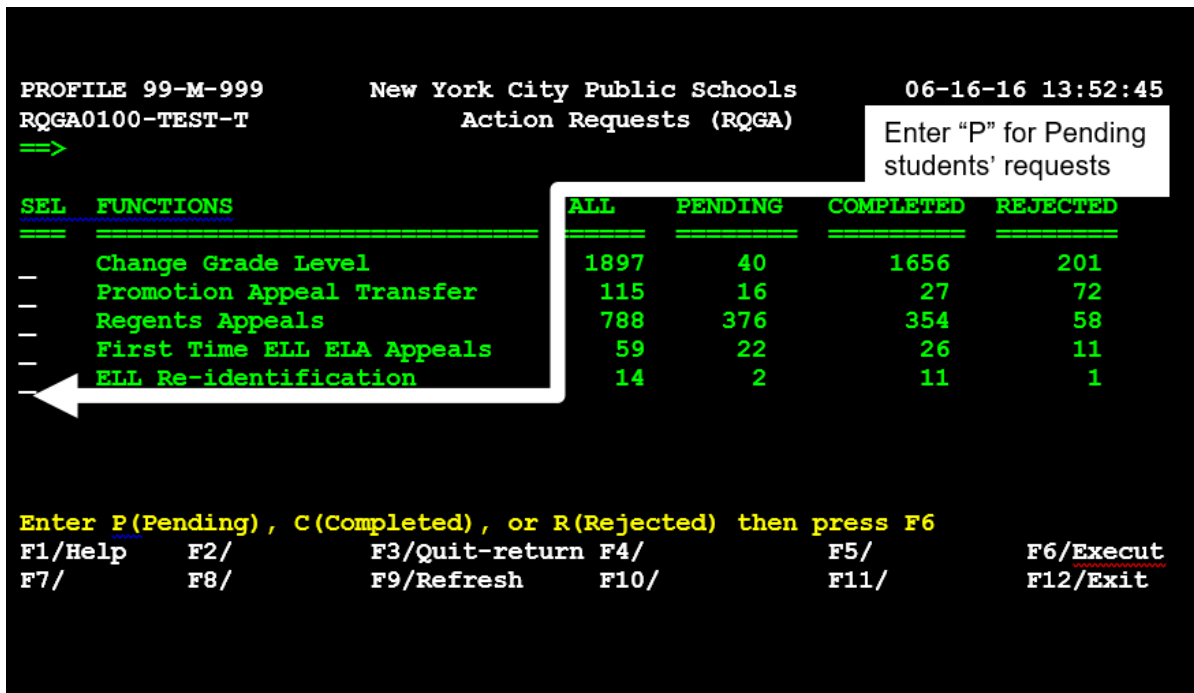 PROFILE 99-M-999 New York City Public Schools 06-16-16 13:52:45
RQGA0100-TEST-T Action Requests (RQGA)
Enter “P” for Pending
students’ requests
==>
SEL FUNCTIONS ALL PENDING COMPLETED REJECTED
=== ============================= ===== ======== ========= ========
_ Change Grade Level 1897 40 1656 201
_ Promotion Appeal Transfer 115 16 27 72
_ Regents Appeals 788 376 354 58
_ First Time ELL ELA Appeals 59 22 26 11
_ ELL Re-identification 14 2 11 1
Enter P(Pending), C(Completed), or R(Rejected) then press F6
F1/Help F2/ F3/Quit-return F4/ F5/ F6/Execut
F7/ F8/ F9/Refresh F10/ F11/ F12/Exit